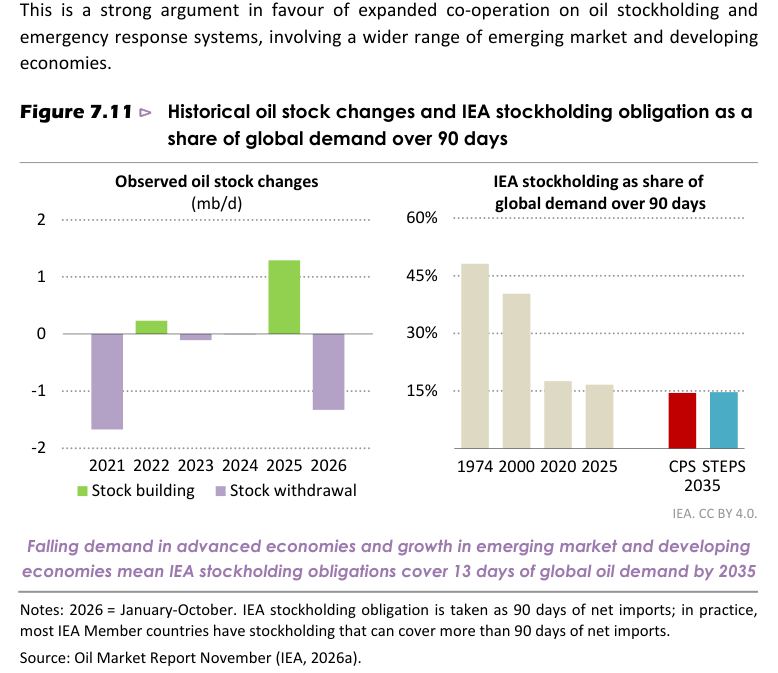 This is a strong argument in favour of expanded co-operation on oil stockholding and
emergency response systems, involving a wider range of emerging market and developing
economies.
Figure 7.11 ▻ Historical oil stock changes and IEA stockholding obligation as a
share of global demand over 90 days
Observed oil stock changes
(mb/d)
2
1
0
-1
-2
2021 2022 2023 2024 2025 2026
Stock building Stock withdrawal
IEA stockholding as share of
global demand over 90 days
60%
45%
30%
15%
1974 2000 2020 2025 CPS STEPS
2035
IEA. CC BY 4.0.
Falling demand in advanced economies and growth in emerging market and developing
economies mean IEA stockholding obligations cover 13 days of global oil demand by 2035
Notes: 2026 = January-October. IEA stockholding obligation is taken as 90 days of net imports; in practice,
most IEA Member countries have stockholding that can cover more than 90 days of net imports.
Source: Oil Market Report November (IEA, 2026a).